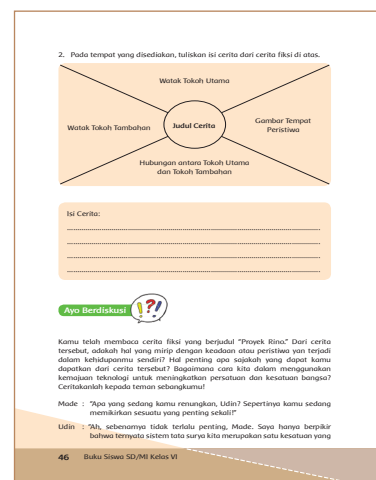 2. Pada tempat yang disediakan, tuliskan isi cerita dari cerita fiksi di atas.
Watak Tokoh Utama
Watak Tokoh Tambahan
Judul Cerita
Gambar Tempat
Peristiwa
Hubungan antara Tokoh Utama
dan Tokoh Tambahan
Isi Cerita:
Ayo Berdiskusi
Kamu telah membaca cerita fiksi yang berjudul "Proyek Rino." Dari cerita
tersebut, adakah hal yang mirip dengan keadaan atau peristiwa yan terjadi
dalam kehidupanmu sendiri? Hal penting apa sajakah yang dapat kamu
dapatkan dari cerita tersebut? Bagaimana cara kita dalam menggunakan
kemajuan teknologi untuk meningkatkan persatuan dan kesatuan bangsa?
Ceritakanlah kepada teman sebangkumu!
Made : "Apa yang sedang kamu renungkan, Udin? Sepertinya kamu sedang
memikirkan sesuatu yang penting sekali!"
Udin : "Ah, sebenarnya tidak terlalu penting, Made. Saya hanya berpikir
bahwa ternyata sistem tata surya kita merupakan satu kesatuan yang
46 Buku Siswa SD/MI Kelas VI